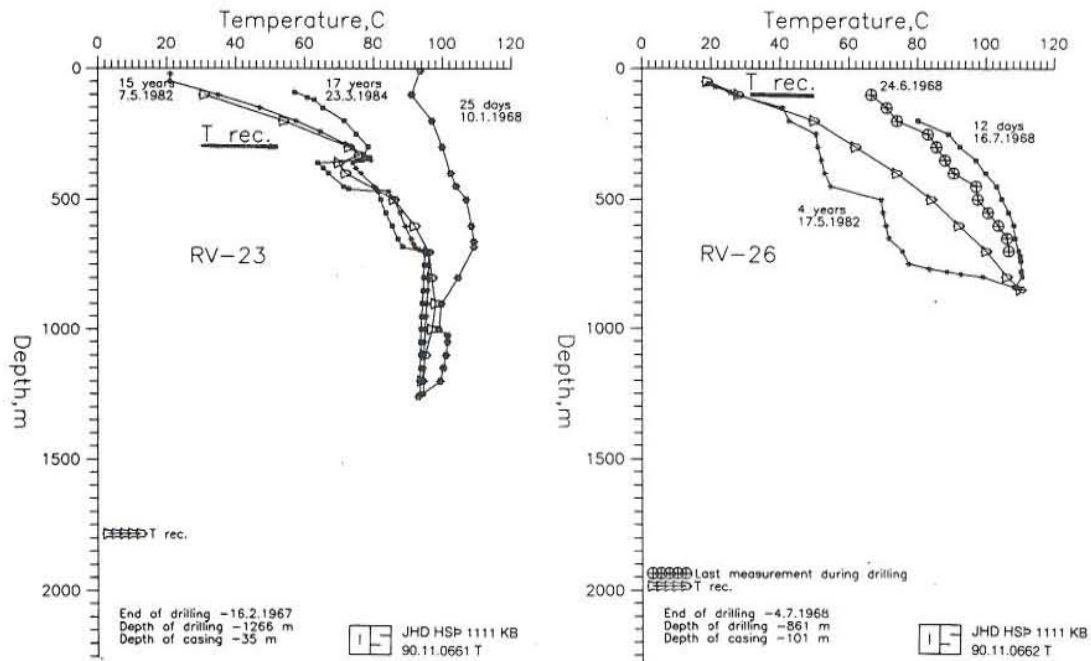 Temperature,C
0 20 40 60 80 100 120
0
500
1000
1500
2000
Depth,m
15 years
7.5.1982
17 years
23.3.1984
25 days
10.1.1968
T rec.
RV-23
T rec.
End of drilling -16.2.1967
Depth of drilling -1266 m
Depth of casing -35 m
JHD HSÞ 1111 KB
90.11.0661 T
Temperature,C
0 20 40 60 80 100 120
0
500
1000
1500
2000
Depth,m
T rec.
24.6.1968
12 days
16.7.1968
4 years
17.5.1982
RV-26
Last measurement during drilling
T rec.
End of drilling -4.7.1968
Depth of drilling -861 m
Depth of casing -101 m
JHD HSÞ 1111 KB
90.11.0662 T